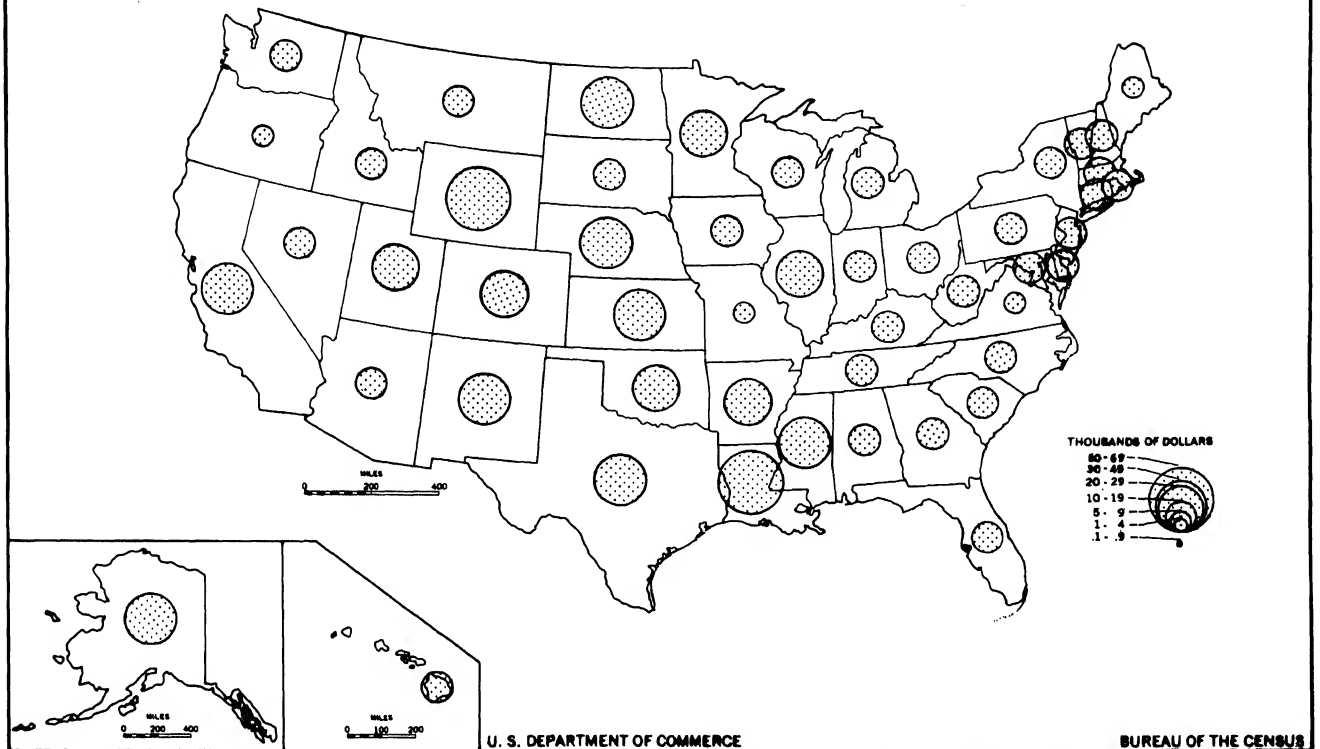 THOUSANDS OF DOLLARS
50-69
30-49
20-29
10-19
5- 9
1- 4
.1- .9
MILES
0 200 400
MILES
0 200 400
MILES
0 100 200
U. S. DEPARTMENT OF COMMERCE
BUREAU OF THE CENSUS